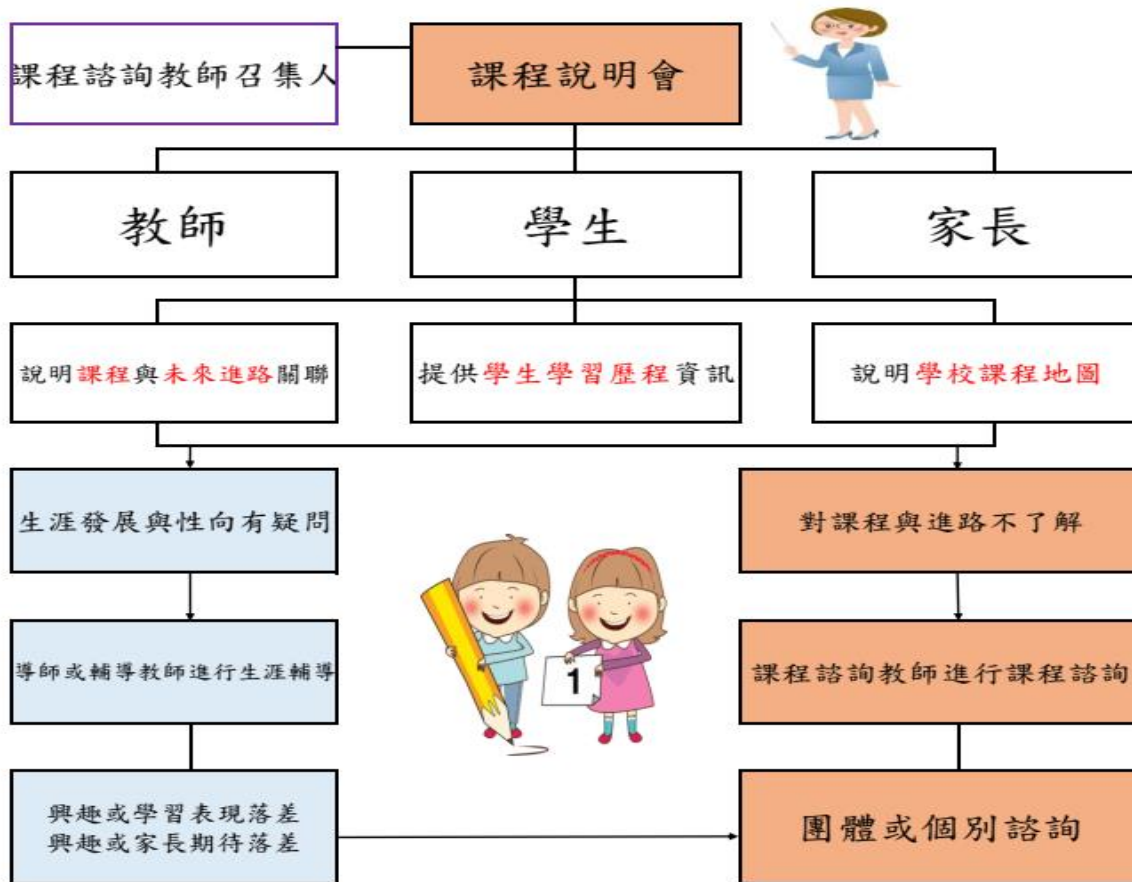 課程諮詢教師召集人
課程說明會
教師
學生
家長
說明課程與未來進路關聯
提供學生學習歷程資訊
說明學校課程地圖
生涯發展與性向有疑問
對課程與進路不了解
導師或輔導教師進行生涯輔導
1
課程諮詢教師進行課程諮詢
興趣或學習表現落差
興趣或家長期待落差
團體或個別諮詢